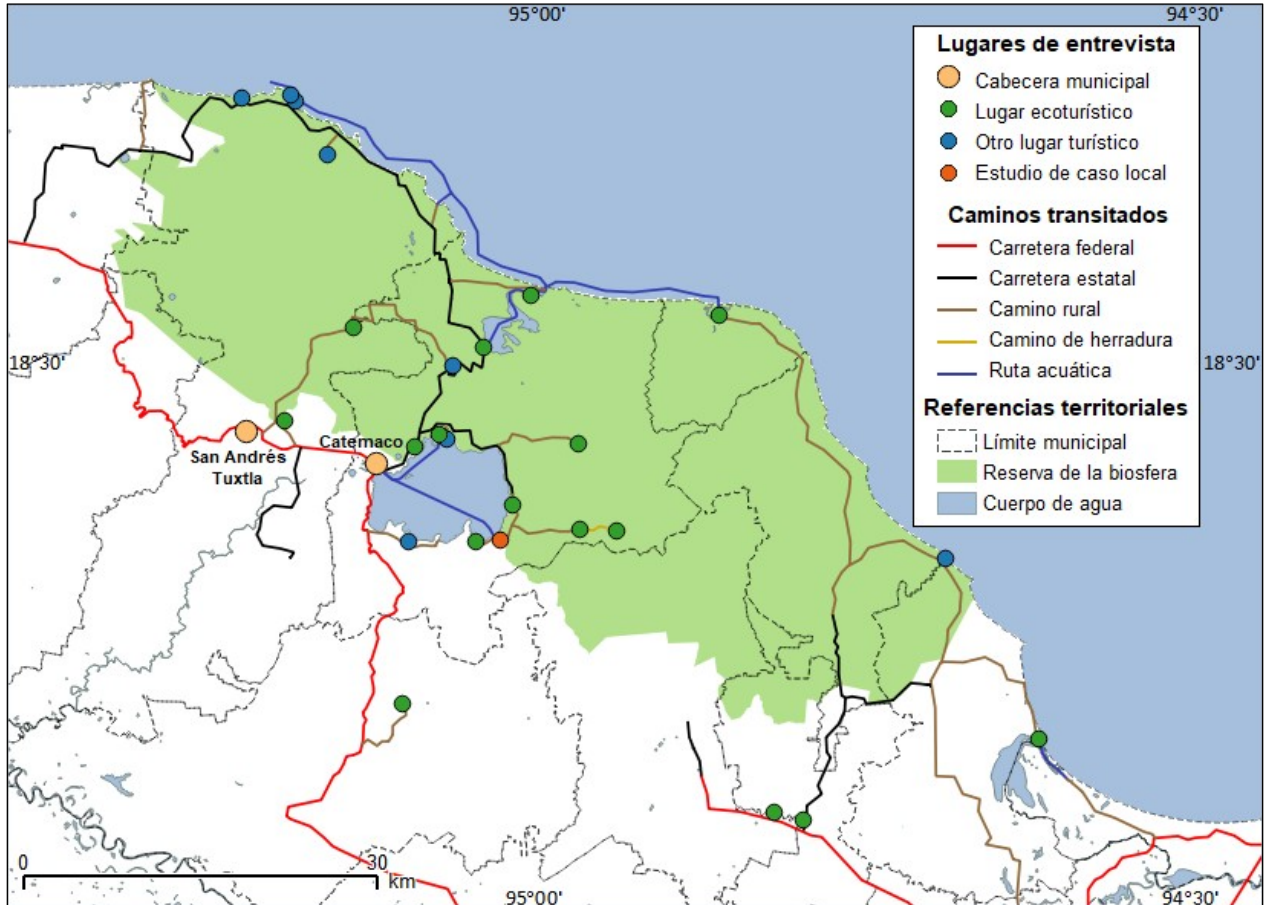 95°00'
94°30'
Lugares de entrevista
Cabecera municipal
Lugar ecoturístico
Otro lugar turístico
Estudio de caso local
Caminos transitados
Carretera federal
Carretera estatal
Camino rural
Camino de herradura
Ruta acuática
Referencias territoriales
Límite municipal
Reserva de la biosfera
Cuerpo de agua
18°30'
18°30'
Catemaco
San Andrés
Tuxtla
0
30
km
95°00'
94°30'